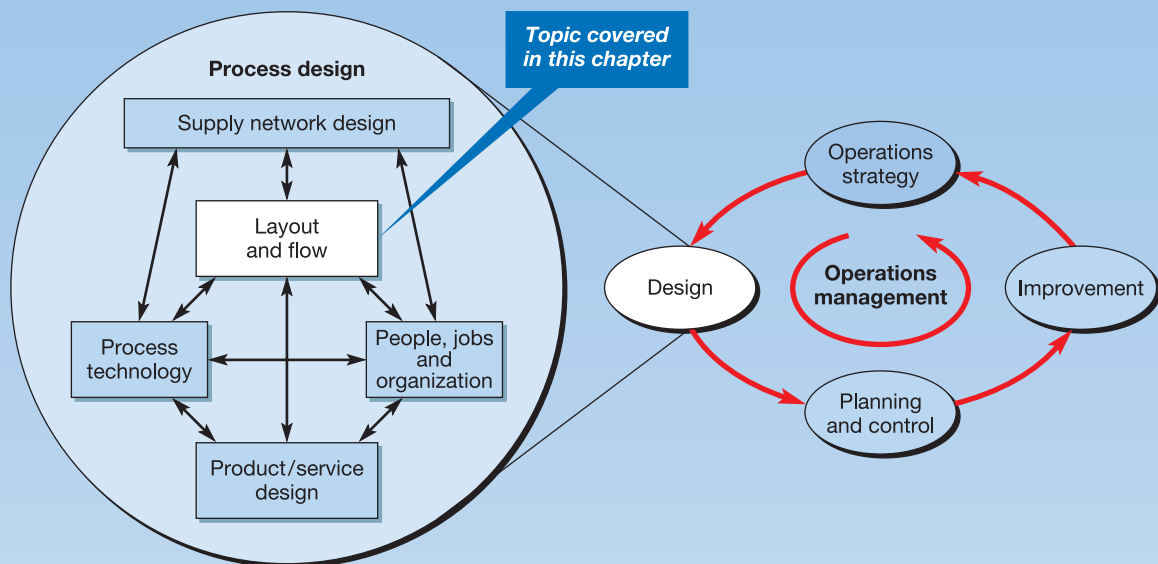 Topic covered
in this chapter
Process design
Supply network design
Layout
and flow
Process
technology
People, jobs
and
organization
Product/service
design
Operations
strategy
Design
Operations
management
Improvement
Planning
and control